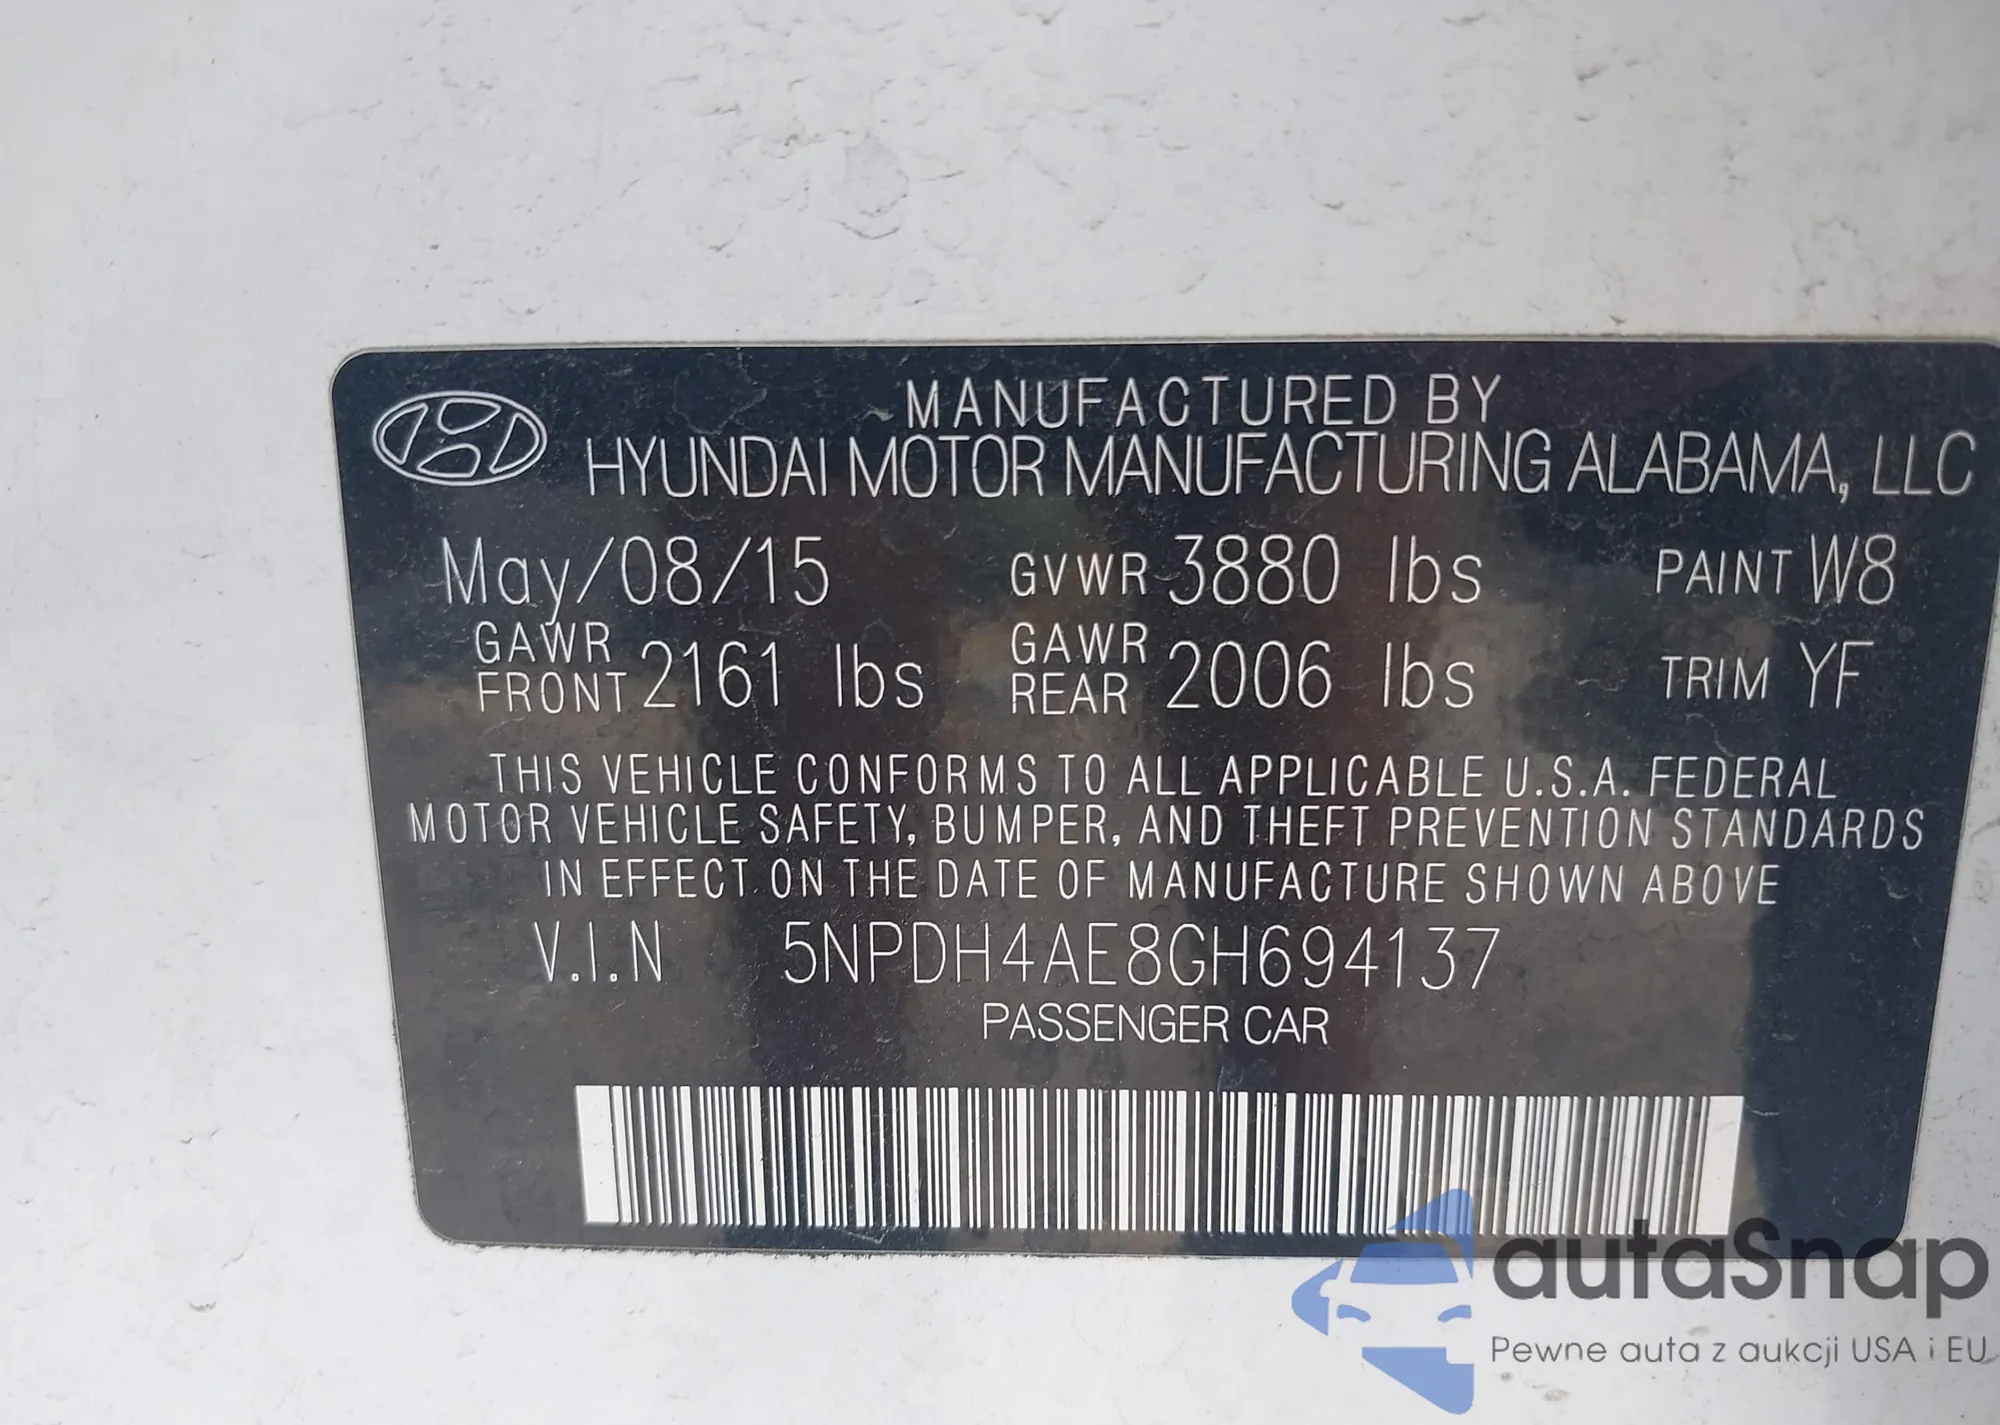 MANUFACTURED BY
HYUNDAI MOTOR MANUFACTURING ALABAMA, LLC
May/08/15 GVWR 3880 lbs PAINT W8
GAWR FRONT 2161 lbs GAWR REAR 2006 lbs TRIM YF
THIS VEHICLE CONFORMS TO ALL APPLICABLE U.S.A. FEDERAL
MOTOR VEHICLE SAFETY, BUMPER, AND THEFT PREVENTION STANDARDS
IN EFFECT ON THE DATE OF MANUFACTURE SHOWN ABOVE
V.I.N 5NPDH4AE8GH694137
PASSENGER CAR
autaSnap
Pewne auta z aukcji USA i EU